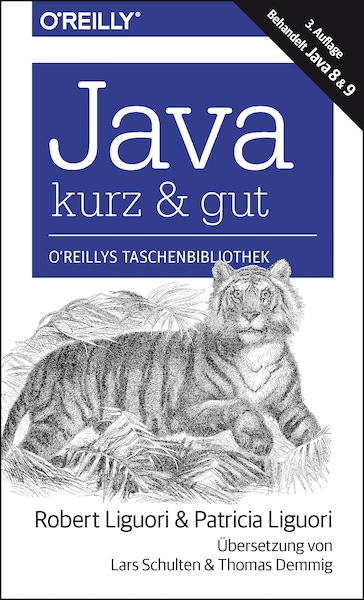 O'REILLY®
3. Auflage
Behandelt Java 8 & 9
Java
kurz & gut
O'REILLYS TASCHENBIBLIOTHEK
Robert Liguori & Patricia Liguori
Übersetzung von
Lars Schulten & Thomas Demmig